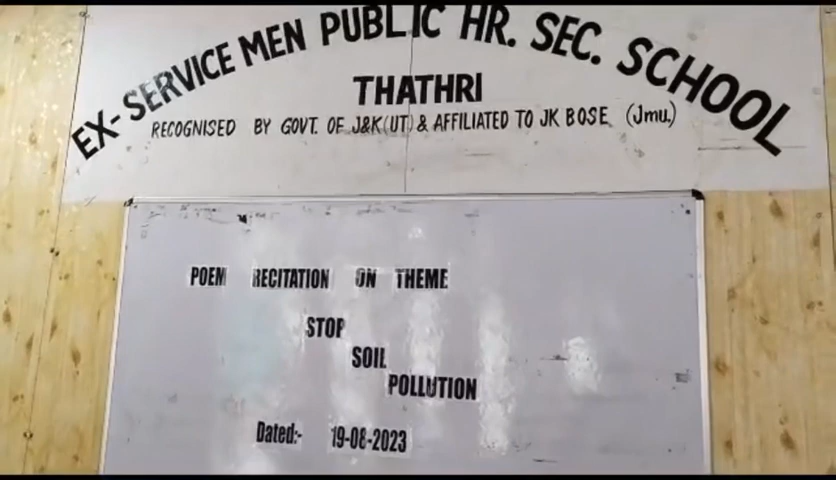 EX-SERVICE MEN PUBLIC HR. SEC. SCHOOL
THATHRI
RECOGNISED BY GOVT. OF J&K(UT) & AFFILIATED TO JK BOSE (Jmu.)
POEM RECITATION ON THEME
STOP
SOIL
POLLUTION
Dated:- 19-08-2023